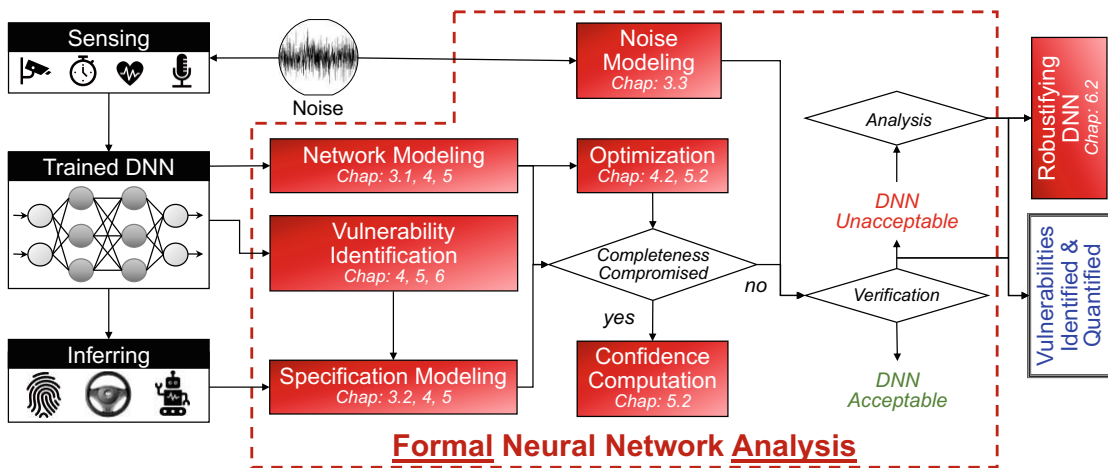 Sensing
Noise
Noise
Modeling
Chap: 3.3
Trained DNN
Network Modeling
Chap: 3.1, 4, 5
Vulnerability
Identification
Chap: 4, 5, 6
Inferring
Specification Modeling
Chap: 3.2, 4, 5
Optimization
Chap: 4.2, 5.2
Completeness
Compromised
no
yes
Confidence
Computation
Chap: 5.2
Analysis
DNN
Unacceptable
Verification
DNN
Acceptable
Robustifying
DNN
Chap: 6.2
Vulnerabilities
Identified &
Quantified
Formal Neural Network Analysis